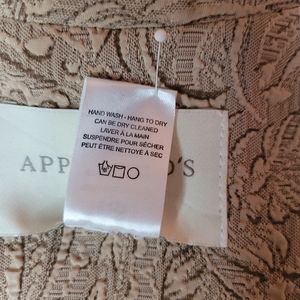 HAND WASH - HANG TO DRY
CAN BE DRY CLEANED
LAVER À LA MAIN
SUSPENDRE POUR SÉCHER
PEUT ÊTRE NETTOYÉ À SEC